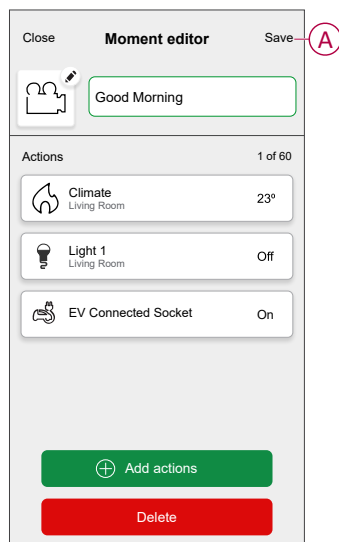 Close Moment editor Save A
Good Morning
Actions 1 of 60
Climate
Living Room
23º
Light 1
Living Room
Off
EV Connected Socket On
Add actions
Delete